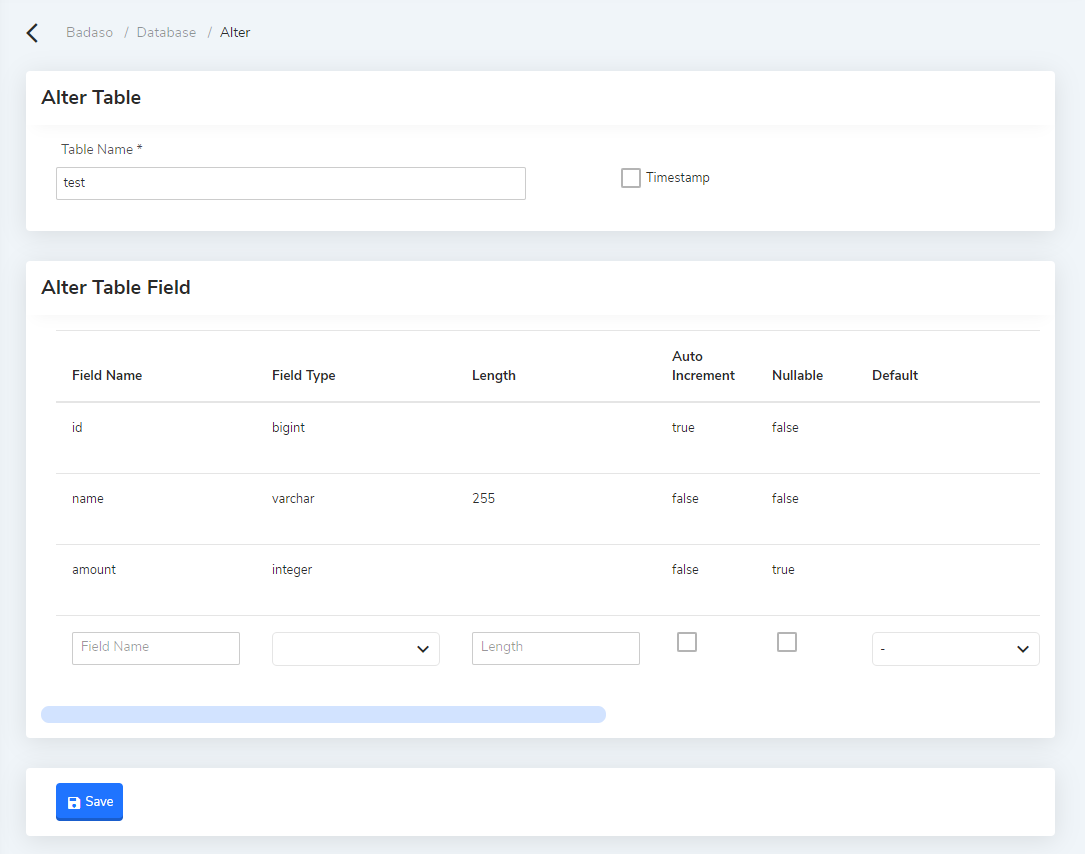 Badaso / Database / Alter
Alter Table
Table Name *
test
Timestamp
Alter Table Field
Field Name Field Type Length Auto Increment Nullable Default
id bigint true false
name varchar 255 false false
amount integer false true
Field Name Length -
Save